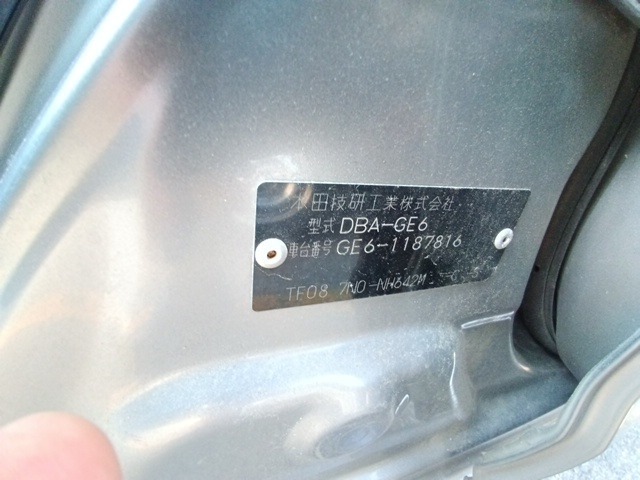 本田技研工業株式会社
型式 DBA-GE6
車台番号 GE6-1187816
TF08 7N0-NH642M -C -S